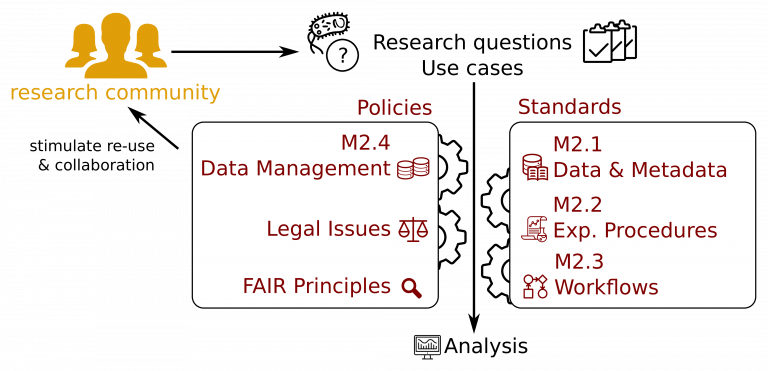 research community
?
Research questions
Use cases
stimulate re-use
& collaboration
Policies
M2.4
Data Management
Legal Issues
FAIR Principles
Standards
M2.1
Data & Metadata
M2.2
Exp. Procedures
M2.3
Workflows
Analysis